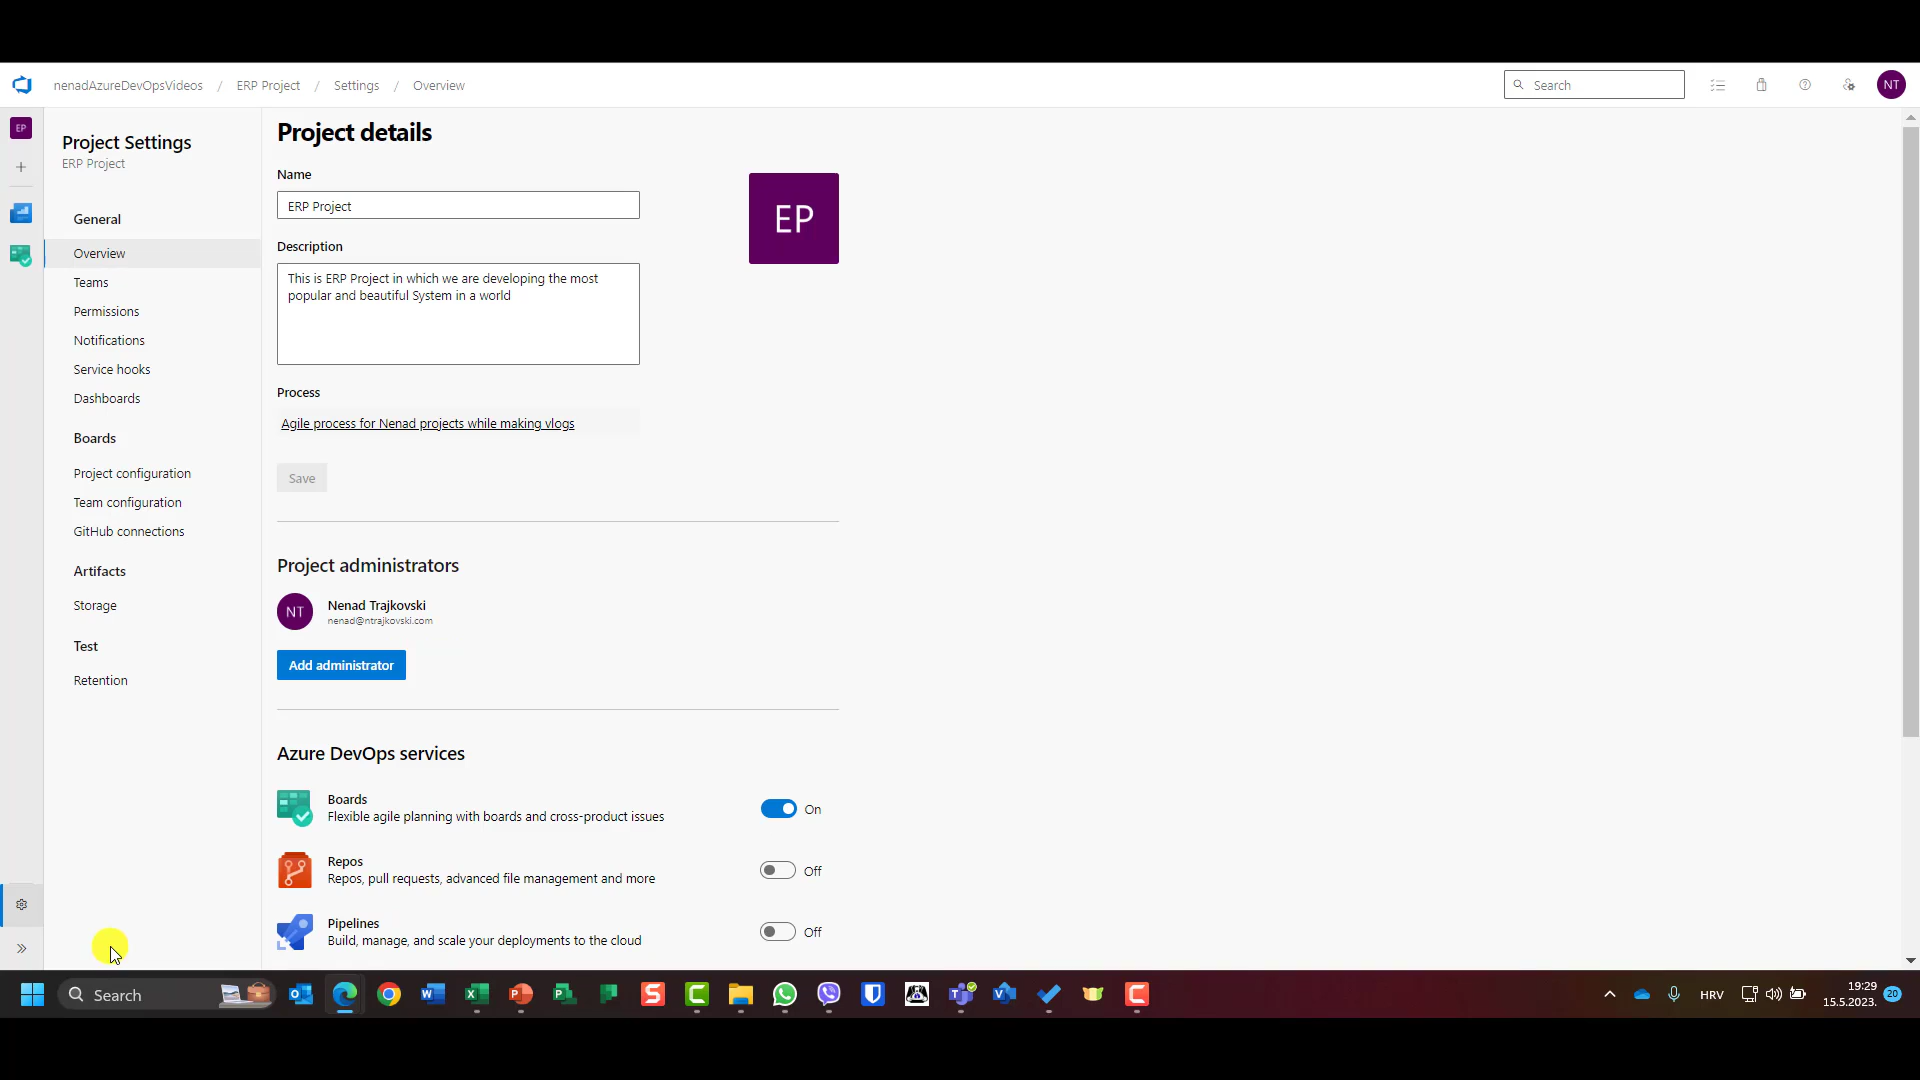 nenadAzureDevOpsVideos / ERP Project / Settings / Overview
Search
NT
EP
Project Settings
ERP Project
General
Overview
Teams
Permissions
Notifications
Service hooks
Dashboards
Boards
Project configuration
Team configuration
GitHub connections
Artifacts
Storage
Test
Retention
Project details
Name
ERP Project
EP
Description
This is ERP Project in which we are developing the most
popular and beautiful System in a world
Process
Agile process for Nenad projects while making vlogs
Save
Project administrators
NT
Nenad Trajkovski
nenad@ntrajkovski.com
Add administrator
Azure DevOps services
Boards
Flexible agile planning with boards and cross-product issues
On
Repos
Repos, pull requests, advanced file management and more
Off
Pipelines
Build, manage, and scale your deployments to the cloud
Off
Search
HRV
19:29
15.5.2023.
20